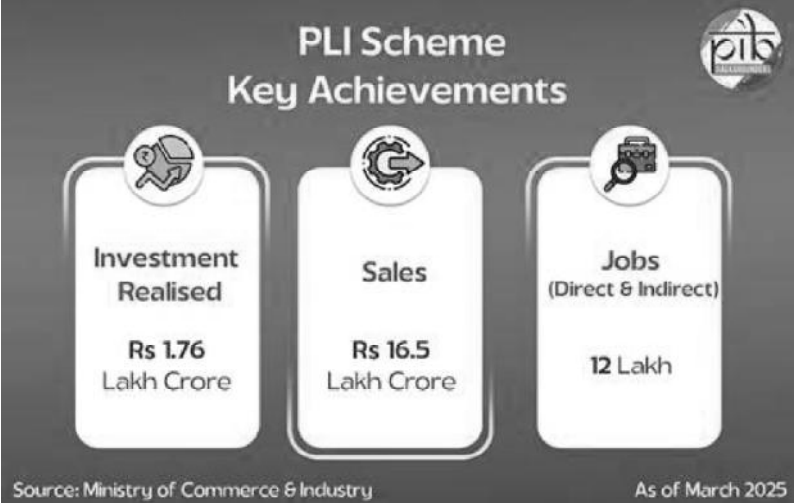 PLI Scheme
Key Achievements
pib
Investment
Realised
Rs 1.76
Lakh Crore
Sales
Rs 16.5
Lakh Crore
Jobs
(Direct & Indirect)
12 Lakh
Source: Ministry of Commerce & Industry
As of March 2025